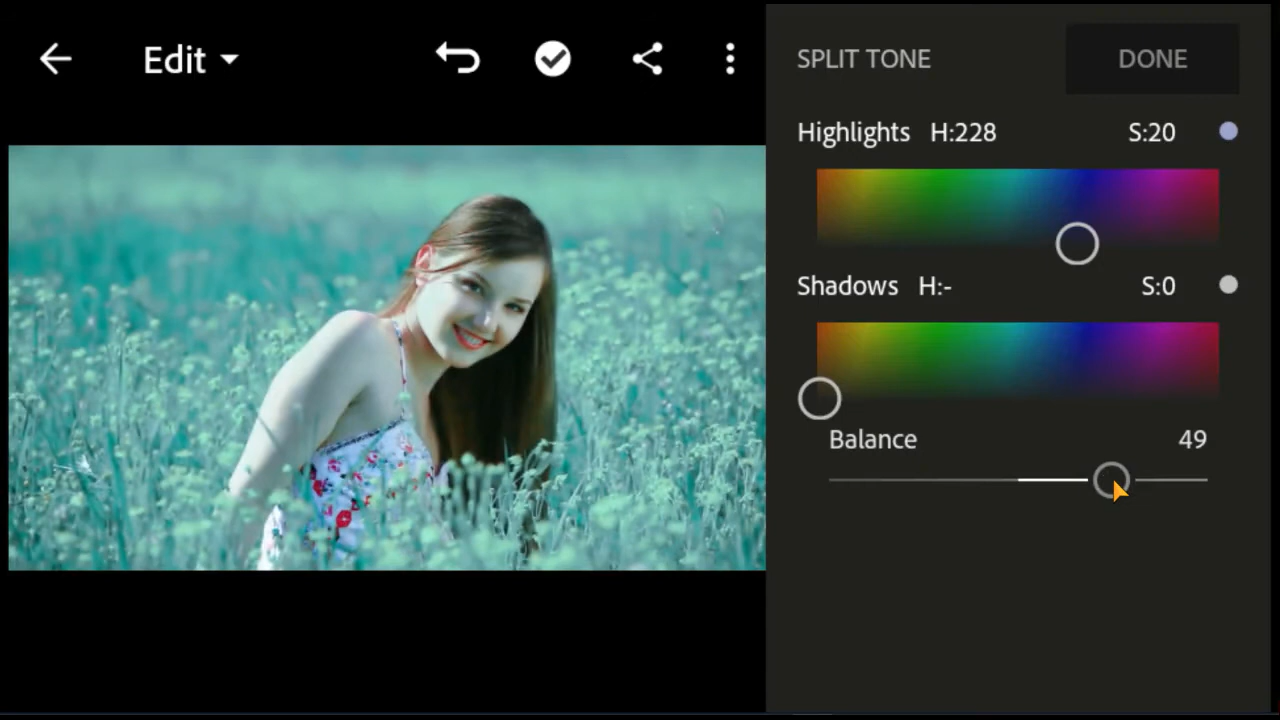 Edit
SPLIT TONE
DONE
Highlights H:228 S:20
Shadows H:- S:0
Balance 49